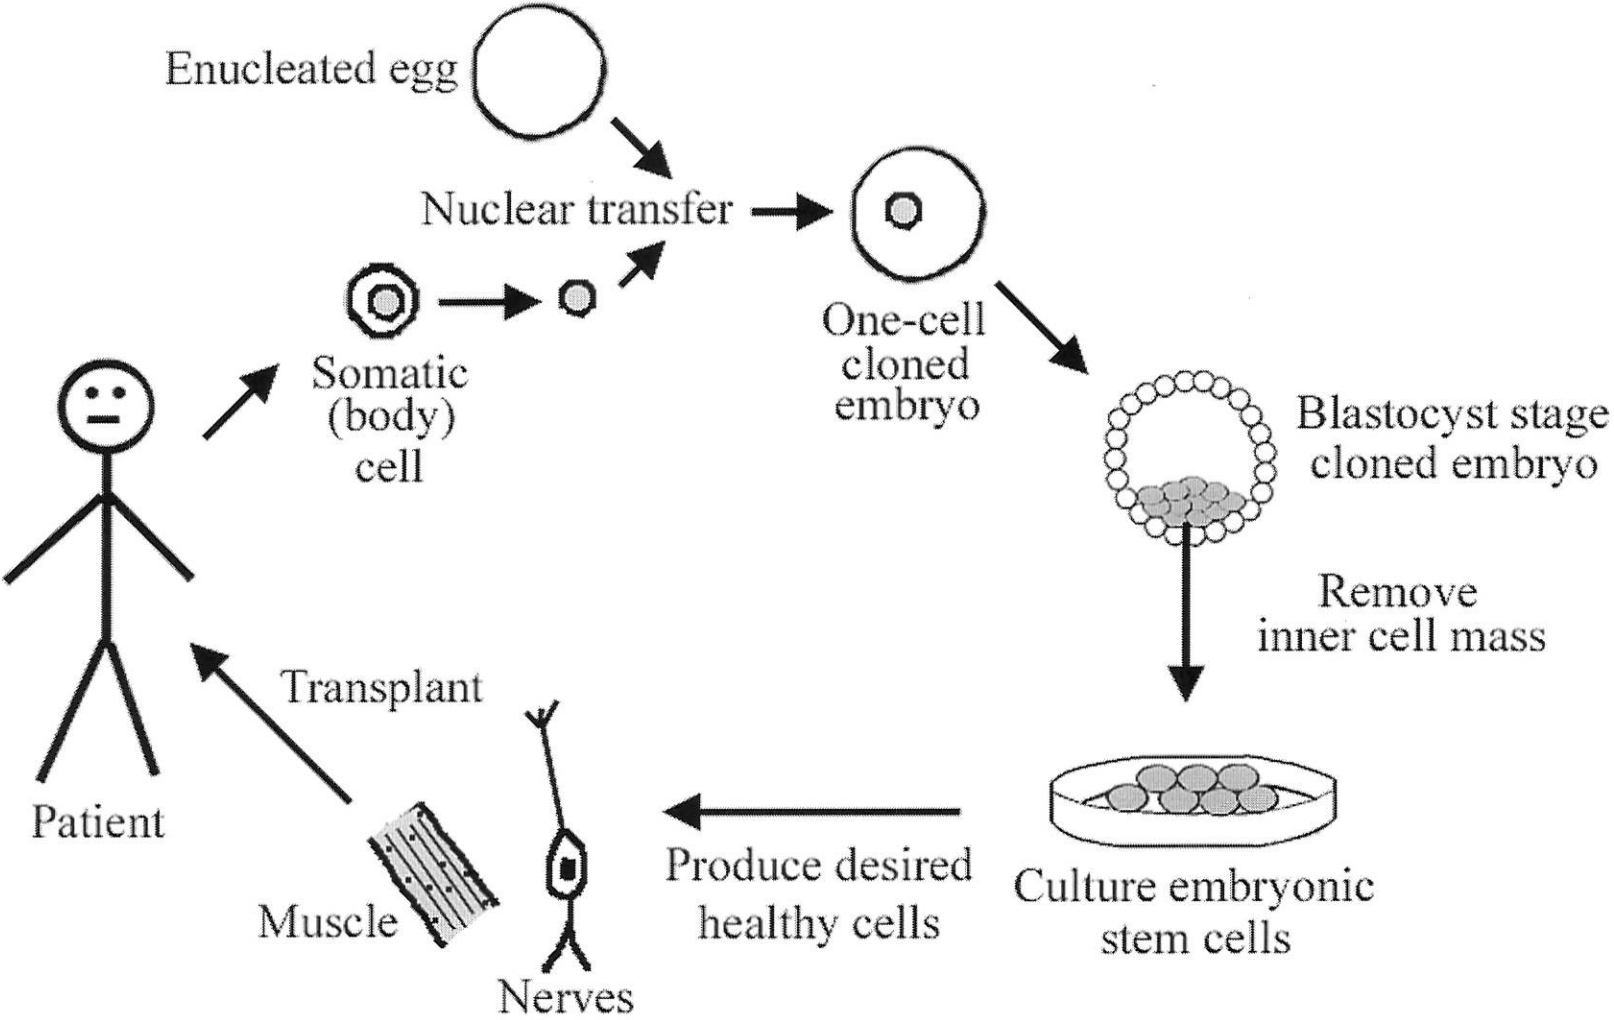 Enucleated egg
Nuclear transfer
Somatic
(body)
cell
One-cell
cloned
embryo
Blastocyst stage
cloned embryo
Remove
inner cell mass
Culture embryonic
stem cells
Produce desired
healthy cells
Nerves
Muscle
Transplant
Patient